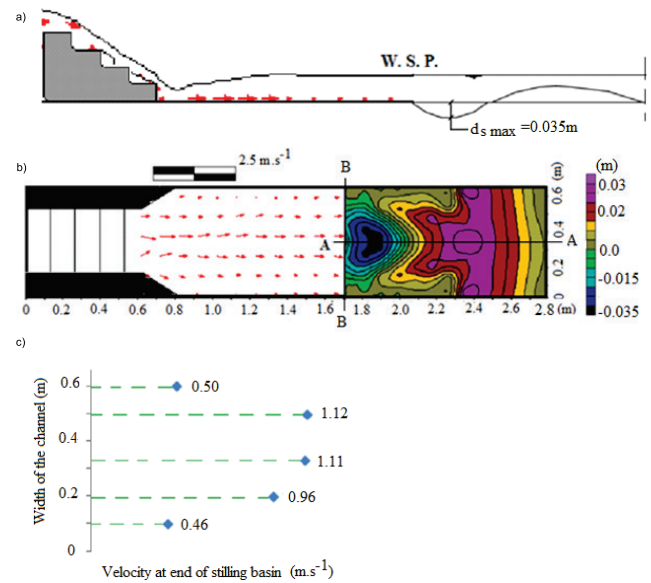 a)
W. S. P.
ds max =0.035m
b)
2.5 m.s-1
B
(m)
A
A
B
0 0.2 0.4 0.6 0.8 1.0 1.2 1.4 1.6 1.8 2.0 2.2 2.4 2.6 2.8
(m)
0 0.2 0.4 0.6 (m)
0.03
0.02
0.0
-0.015
-0.035
c)
Width of the channel (m)
0.6
0.4
0.2
0
0.50
1.12
1.11
0.96
0.46
Velocity at end of stilling basin (m.s-1)